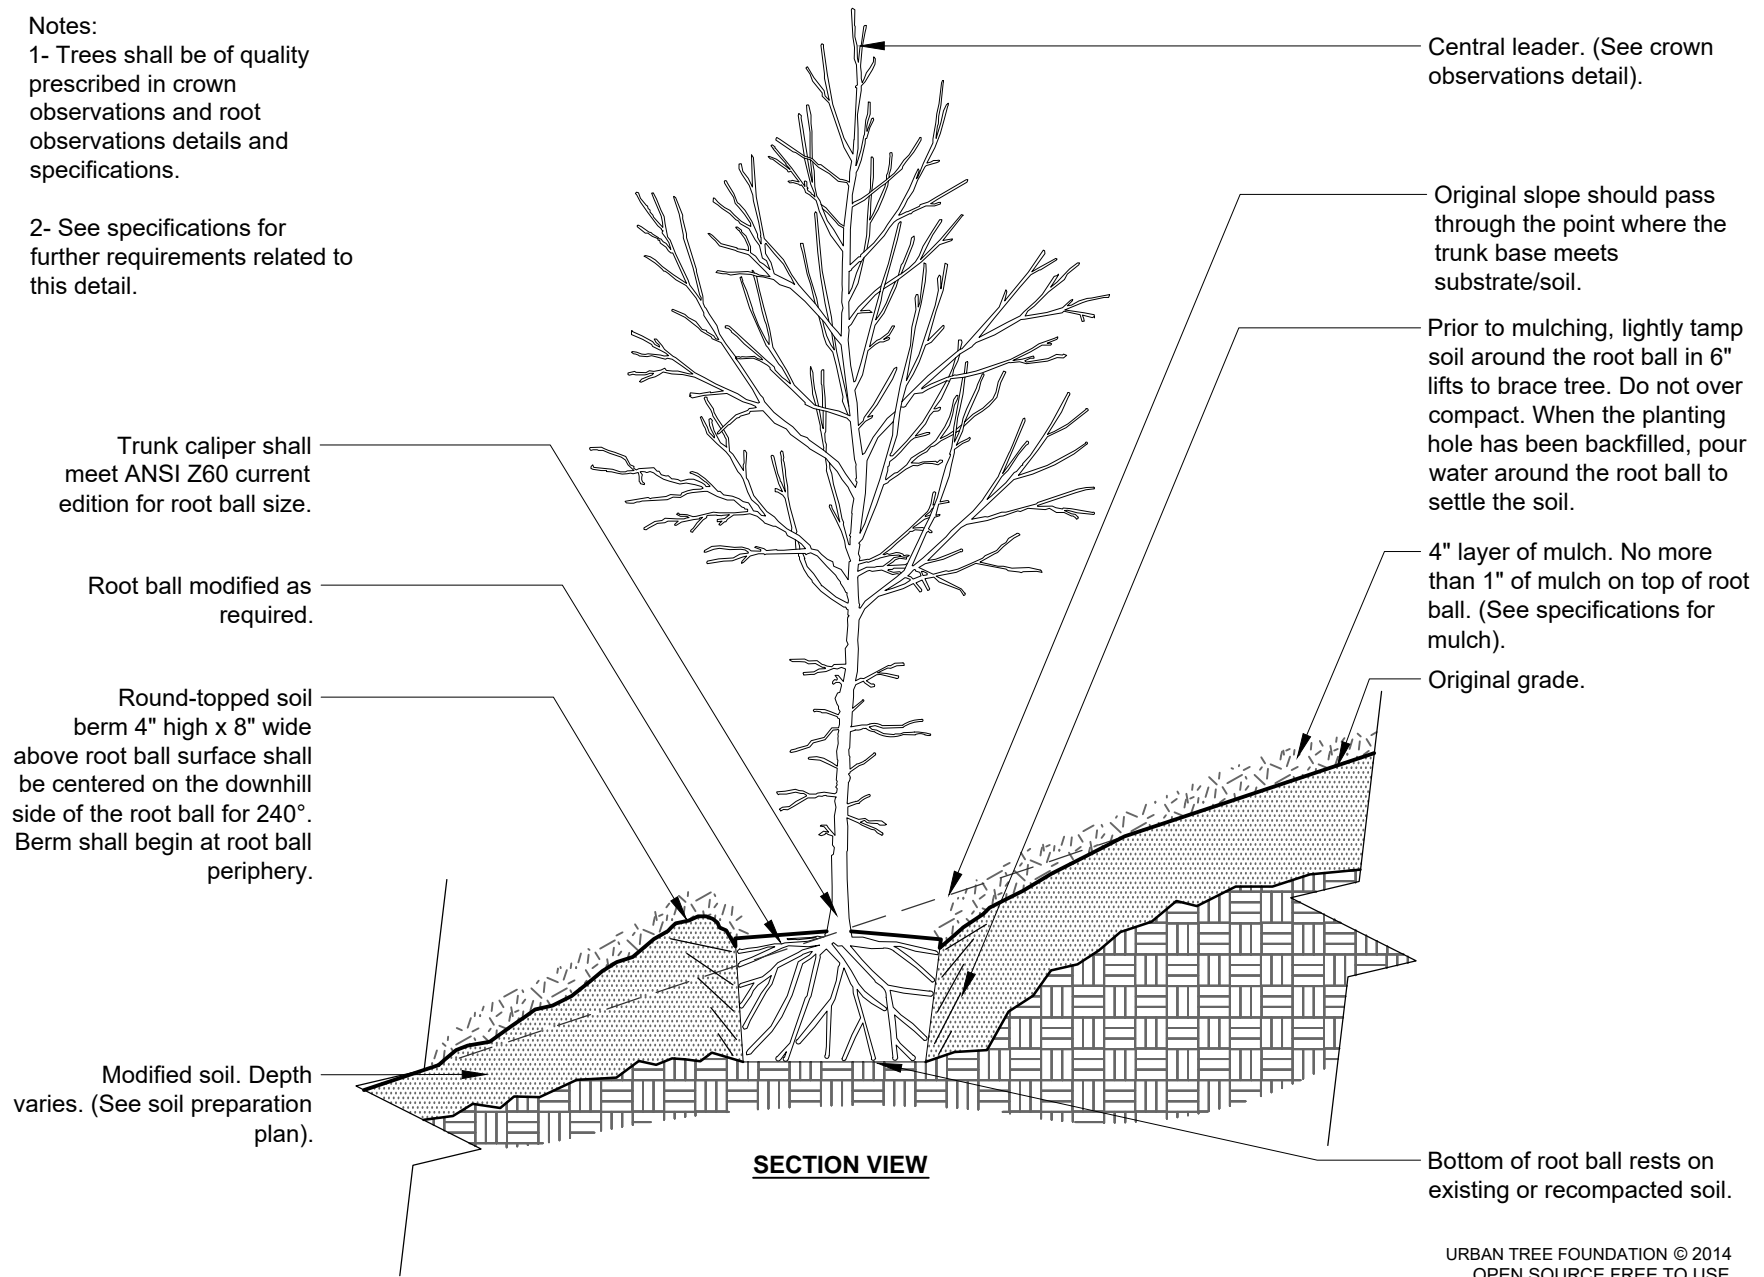 Notes:
1- Trees shall be of quality
prescribed in crown
observations and root
observations details and
specifications.
2- See specifications for
further requirements related to
this detail.
Trunk caliper shall
meet ANSI Z60 current
edition for root ball size.
Root ball modified as
required.
Round-topped soil
berm 4" high x 8" wide
above root ball surface shall
be centered on the downhill
side of the root ball for 240°.
Berm shall begin at root ball
periphery.
Modified soil. Depth
varies. (See soil preparation
plan).
Central leader. (See crown
observations detail).
Original slope should pass
through the point where the
trunk base meets
substrate/soil.
Prior to mulching, lightly tamp
soil around the root ball in 6"
lifts to brace tree. Do not over
compact. When the planting
hole has been backfilled, pour
water around the root ball to
settle the soil.
4" layer of mulch. No more
than 1" of mulch on top of root
ball. (See specifications for
mulch).
Original grade.
Bottom of root ball rests on
existing or recompacted soil.
SECTION VIEW
URBAN TREE FOUNDATION © 2014
OPEN SOURCE FREE TO USE